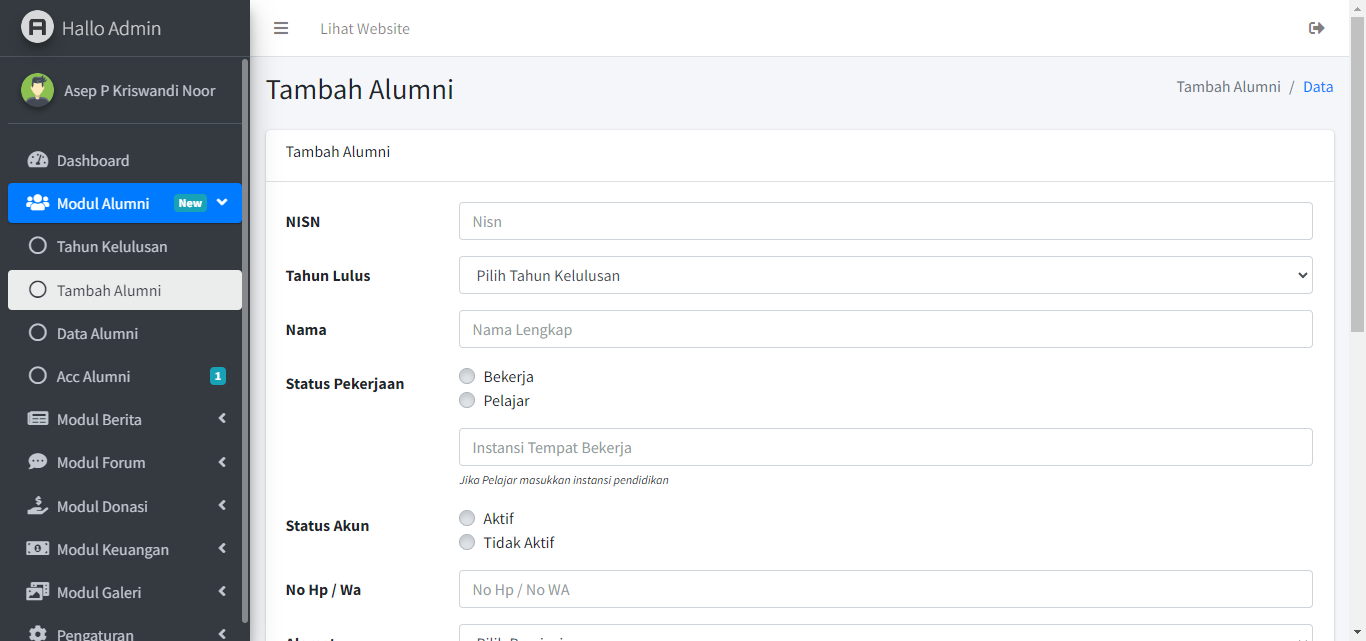 Hallo Admin
Asep P Kriswandi Noor
Dashboard
Modul Alumni New
Tahun Kelulusan
Tambah Alumni
Data Alumni
Acc Alumni 1
Modul Berita
Modul Forum
Modul Donasi
Modul Keuangan
Modul Galeri
Pengaturan
Lihat Website
Tambah Alumni
Tambah Alumni / Data
Tambah Alumni
NISN Nisn
Tahun Lulus Pilih Tahun Kelulusan
Nama Nama Lengkap
Status Pekerjaan
Bekerja
Pelajar
Instansi Tempat Bekerja
Jika Pelajar masukkan instansi pendidikan
Status Akun
Aktif
Tidak Aktif
No Hp / Wa No Hp / No WA